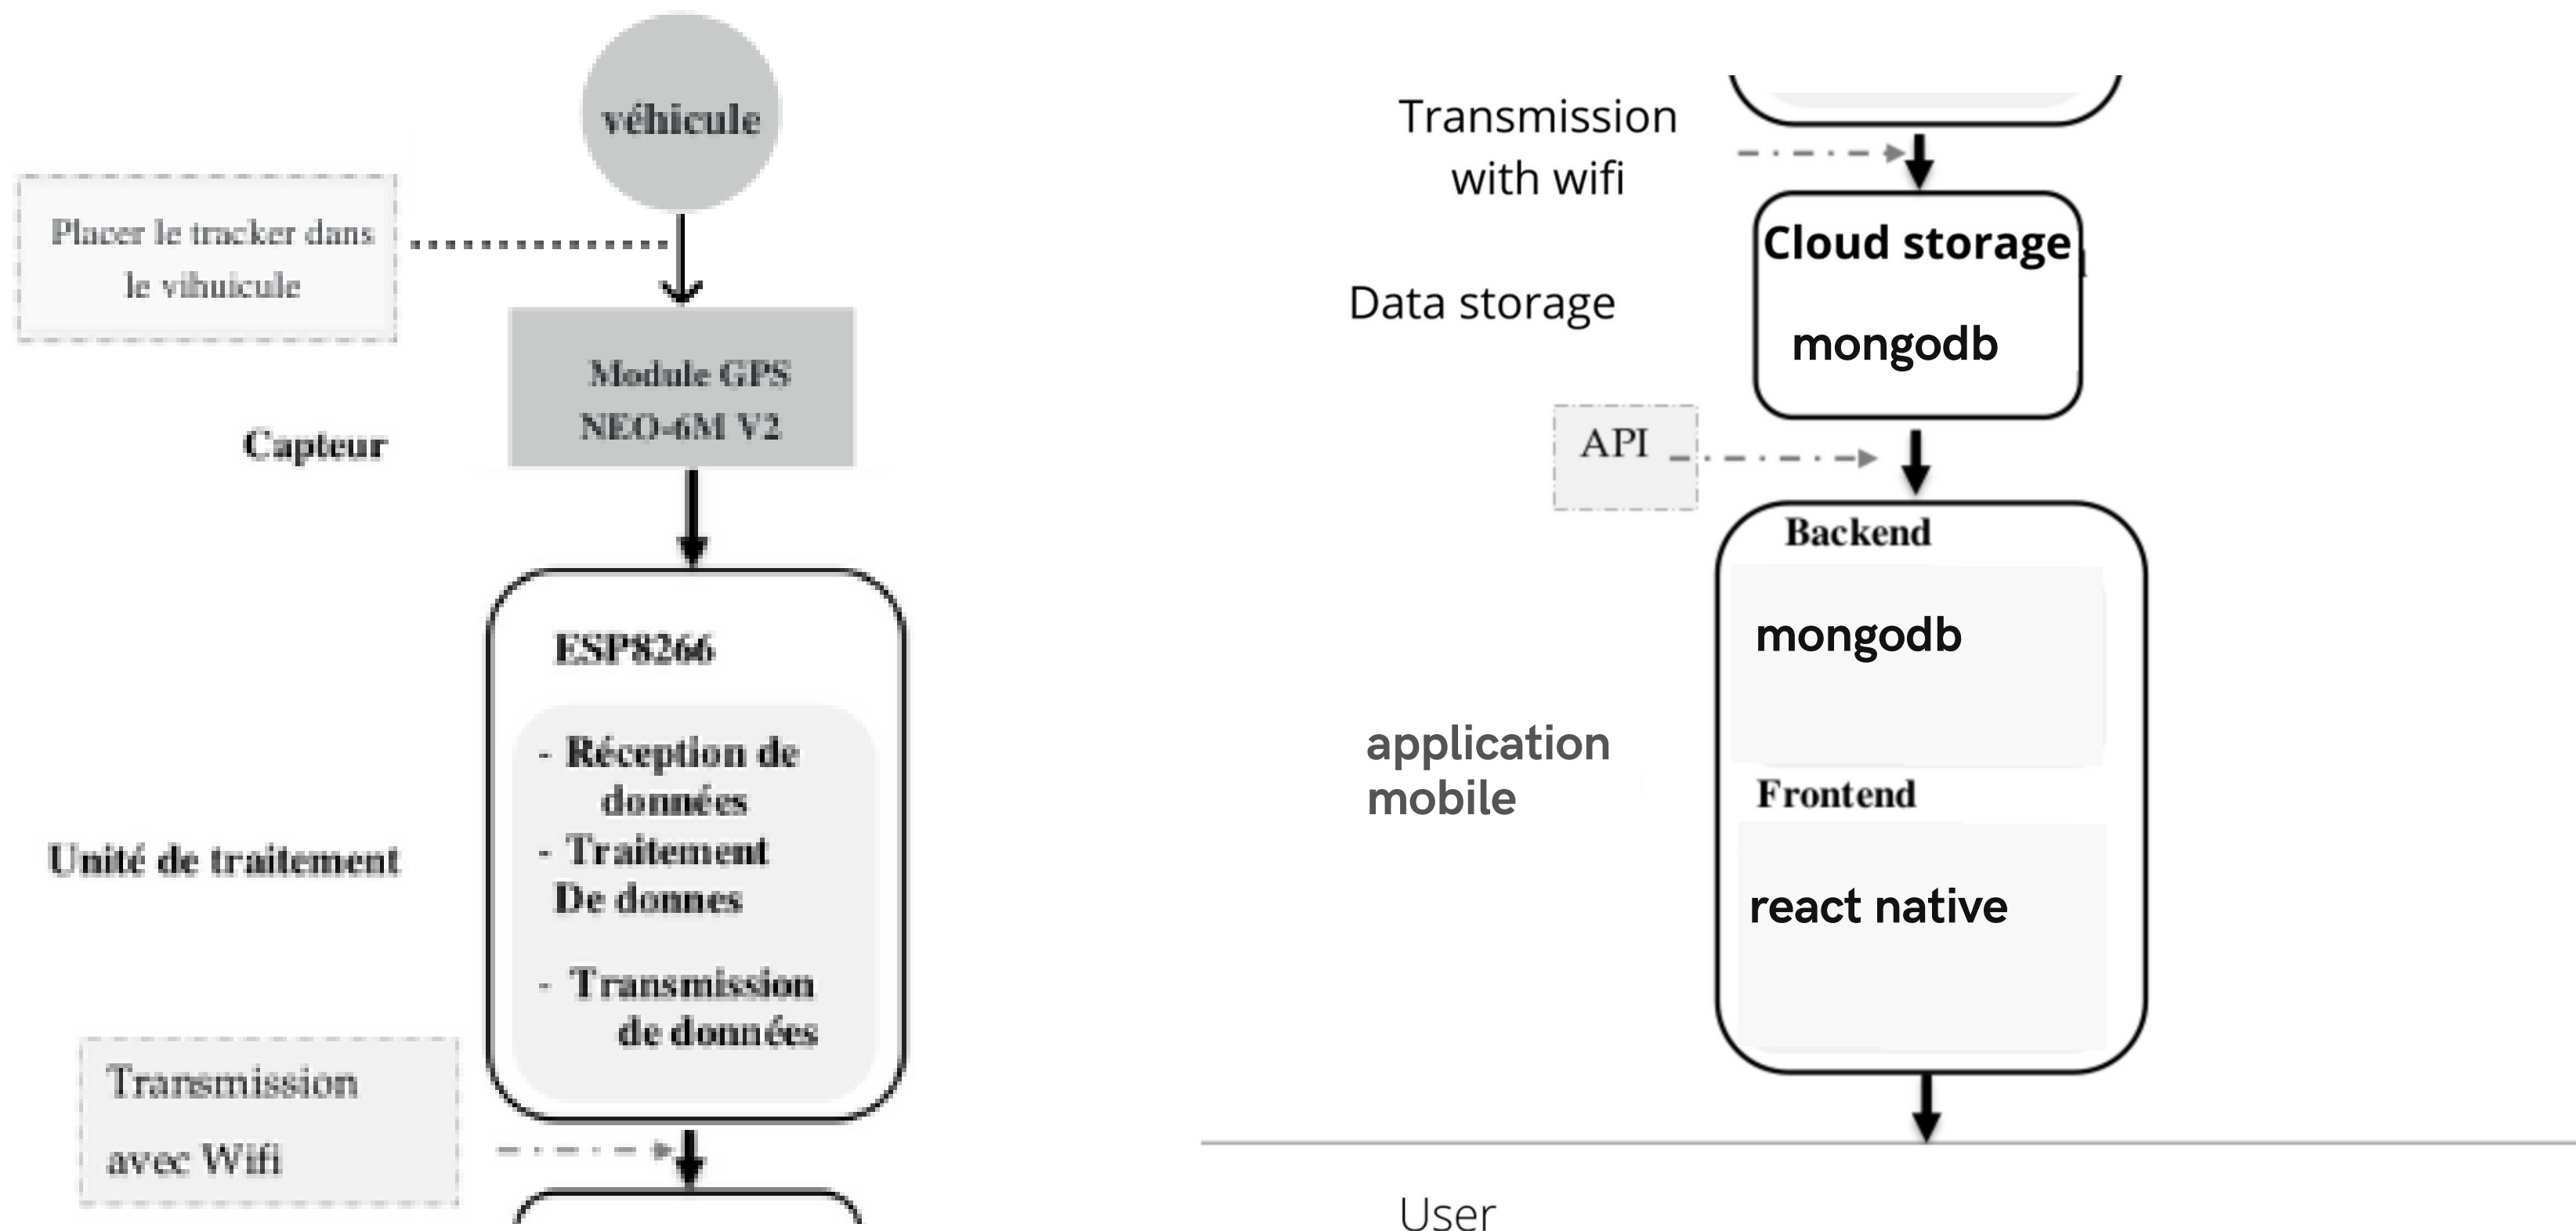 véhicule
Placer le tracker dans
le vihuicule
Module GPS
NEO-6M V2
Capteur
ESP8266
- Réception de
données
- Traitement
De donnes
- Transmission
de données
Unité de traitement
Transmission
avec Wifi
Transmission
with wifi
Cloud storage
mongodb
Data storage
API
Backend
mongodb
application
mobile
Frontend
react native
User